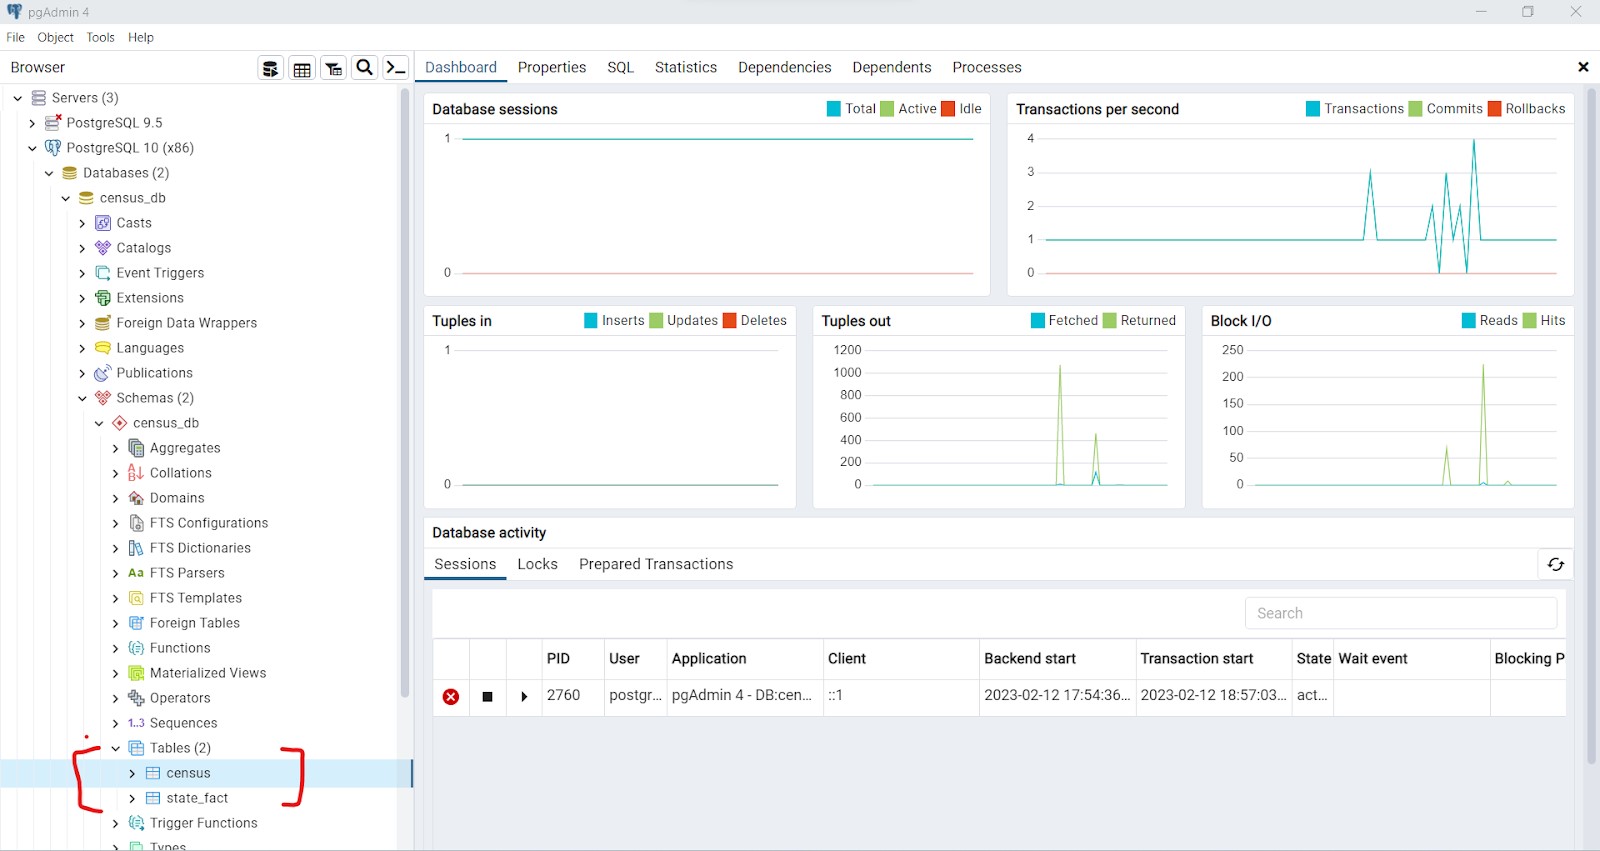 pgAdmin 4
File Object Tools Help
Browser
Dashboard Properties SQL Statistics Dependencies Dependents Processes
Servers (3)
PostgreSQL 9.5
PostgreSQL 10 (x86)
Databases (2)
census_db
Casts
Catalogs
Event Triggers
Extensions
Foreign Data Wrappers
Languages
Publications
Schemas (2)
census_db
Aggregates
Collations
Domains
FTS Configurations
FTS Dictionaries
Aa FTS Parsers
FTS Templates
Foreign Tables
Functions
Materialized Views
Operators
1..3 Sequences
Tables (2)
census
state_fact
Trigger Functions
Types
Database sessions Total Active Idle
1
0
Transactions per second Transactions Commits Rollbacks
4
3
2
1
0
Tuples in Inserts Updates Deletes
1
0
Tuples out Fetched Returned
1200
1000
800
600
400
200
0
Block I/O Reads Hits
250
200
150
100
50
0
Database activity
Sessions Locks Prepared Transactions
Search
PID User Application Client Backend start Transaction start State Wait event Blocking P
2760 postgr... pgAdmin 4 - DB:cen... ::1 2023-02-12 17:54:36... 2023-02-12 18:57:03... act...